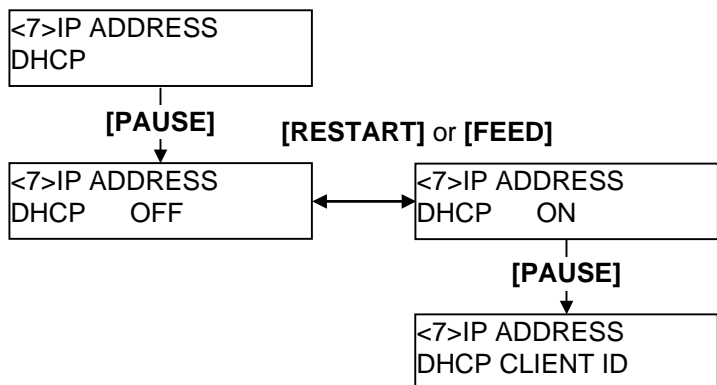 <7>IP ADDRESS
DHCP
[PAUSE]
[RESTART] or [FEED]
<7>IP ADDRESS
DHCP OFF
<7>IP ADDRESS
DHCP ON
[PAUSE]
<7>IP ADDRESS
DHCP CLIENT ID